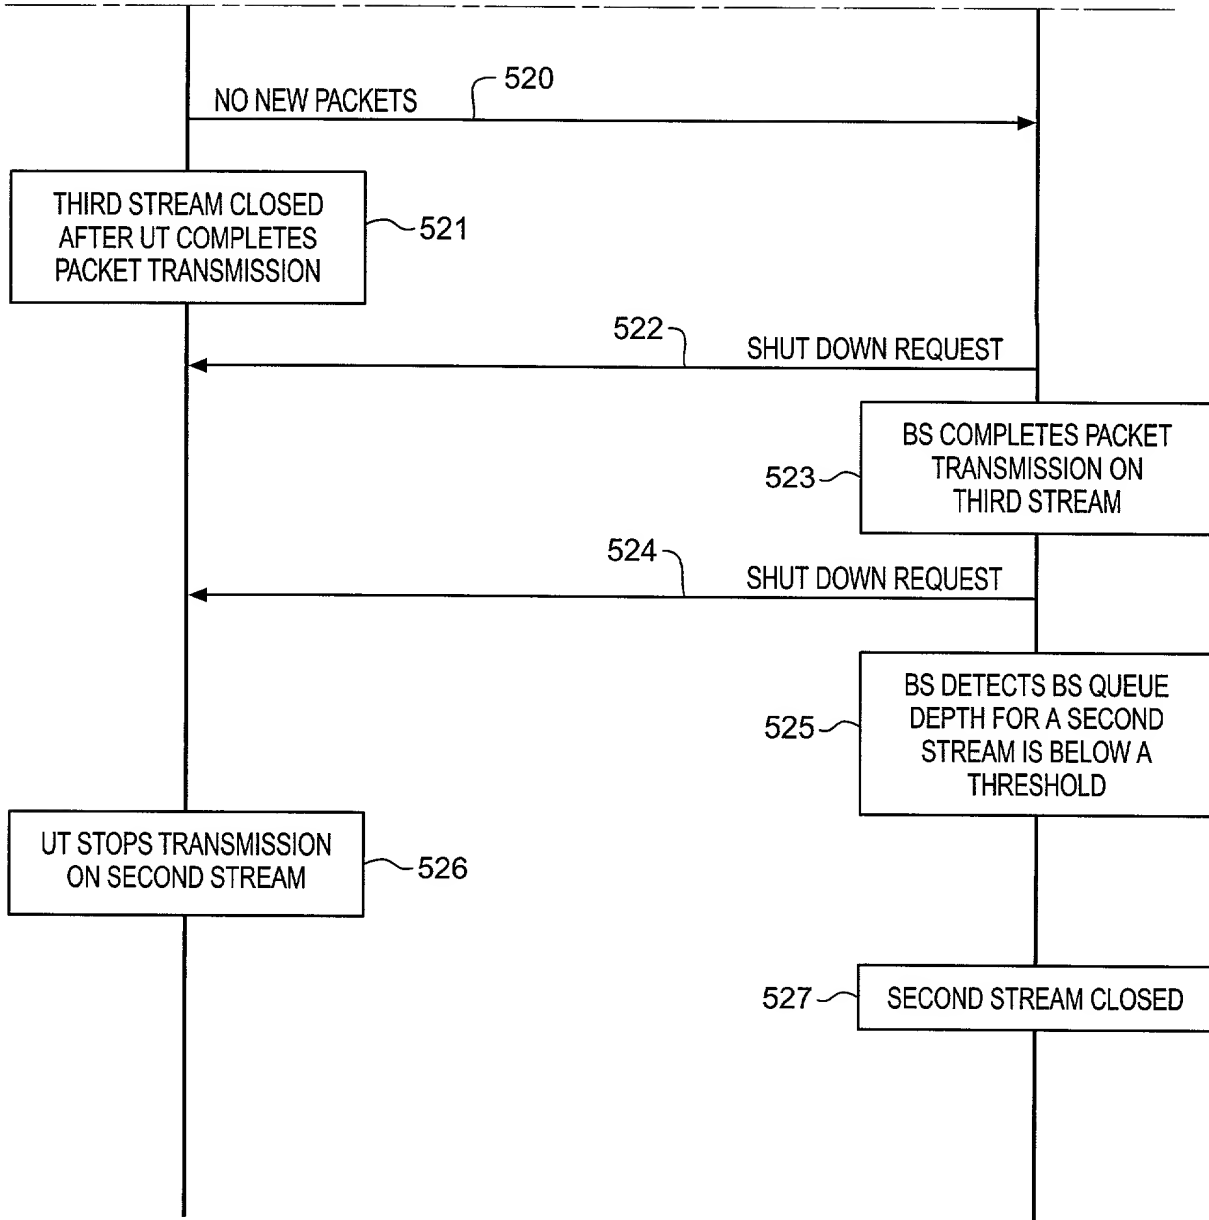 520
NO NEW PACKETS
THIRD STREAM CLOSED
AFTER UT COMPLETES
PACKET TRANSMISSION
521
522
SHUT DOWN REQUEST
BS COMPLETES PACKET
TRANSMISSION ON
THIRD STREAM
523
524
SHUT DOWN REQUEST
BS DETECTS BS QUEUE
DEPTH FOR A SECOND
STREAM IS BELOW A
THRESHOLD
525
UT STOPS TRANSMISSION
ON SECOND STREAM
526
527
SECOND STREAM CLOSED